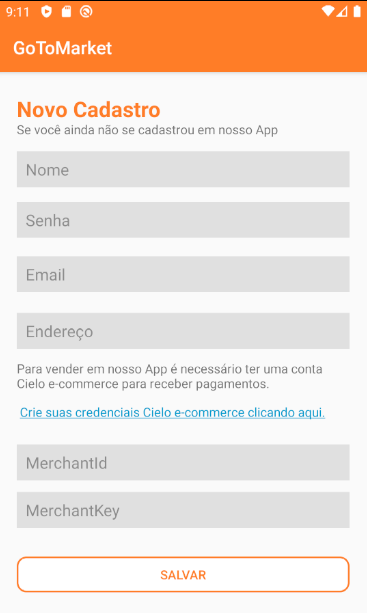 9:11
GoToMarket
Novo Cadastro
Se você ainda não se cadastrou em nosso App
Nome
Senha
Email
Endereço
Para vender em nosso App é necessário ter uma conta
Cielo e-commerce para receber pagamentos.
Crie suas credenciais Cielo e-commerce clicando aqui.
MerchantId
MerchantKey
SALVAR